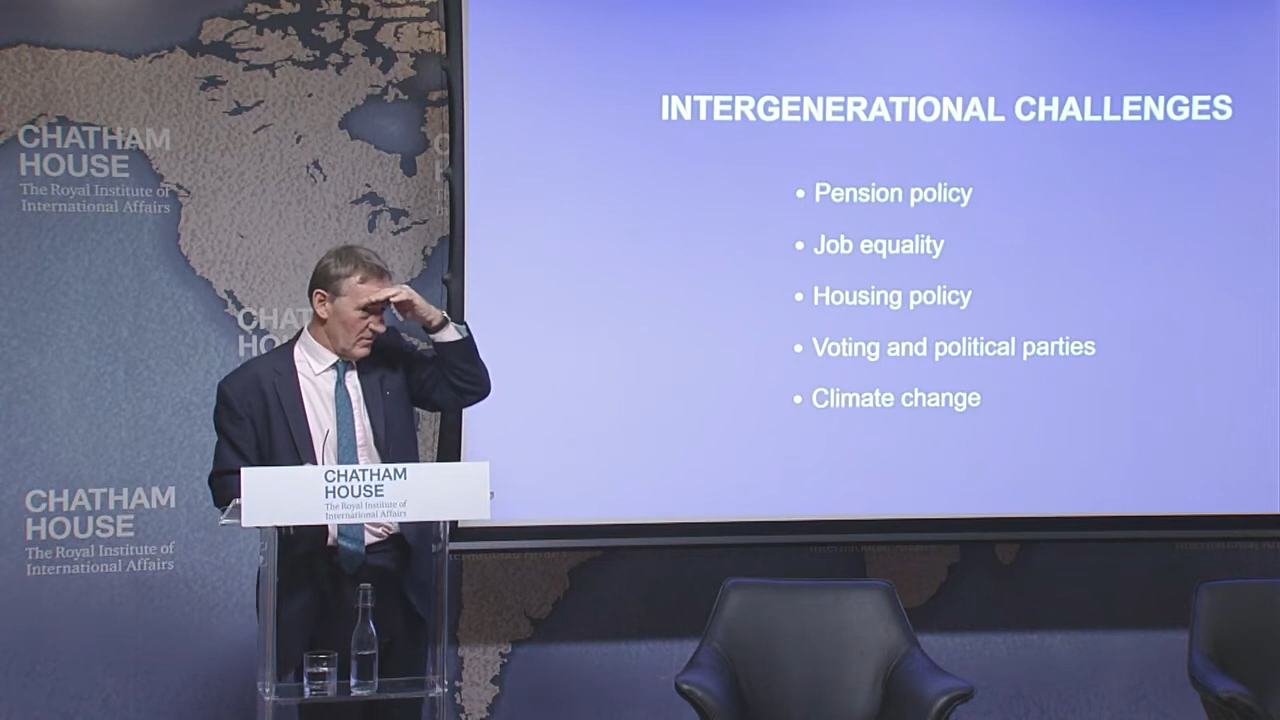 CHATHAM
HOUSE
The Royal Institute of
International Affairs
CHAT
HO
CHATHAM
HOUSE
The Royal Institute of
International Affairs
CHATHAM
HOUSE
The Royal Institute of
International Affairs
INTERGENERATIONAL CHALLENGES
• Pension policy
• Job equality
• Housing policy
• Voting and political parties
• Climate change